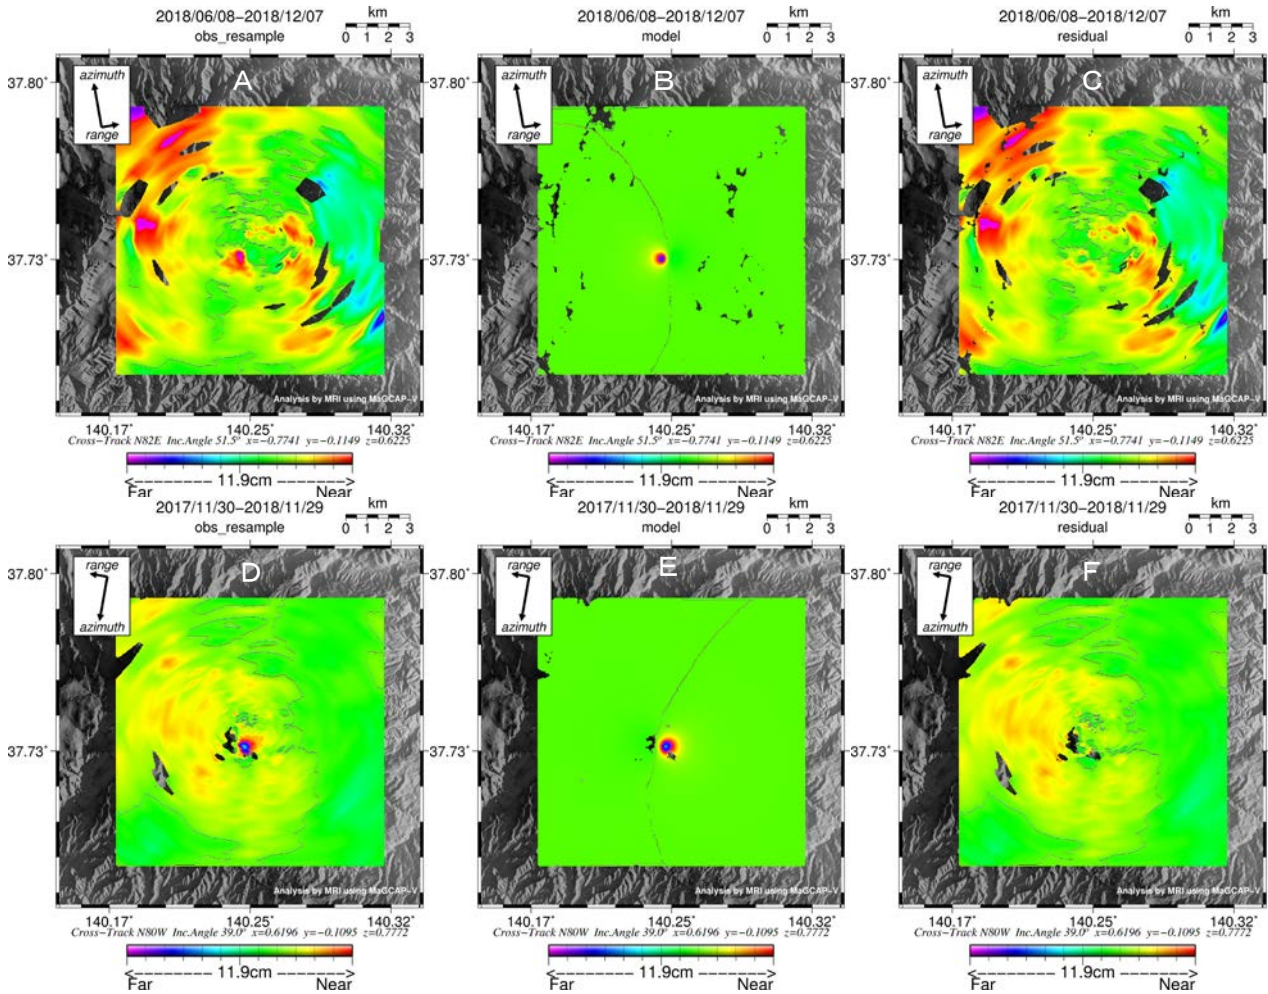 2018/06/08−2018/12/07
obs_resample
km
0 1 2 3
37.80
37.73
azimuth
range
A
Analysis by MRI using MaGCAP−V
140.17 140.25 140.32
Cross−Track N82E Inc.Angle 51.5° x=−0.7741 y=−0.1149 z=0.6225
<−−−−−−− 11.9cm −−−−−−−>
Far Near
2018/06/08−2018/12/07
model
km
0 1 2 3
37.80
37.73
azimuth
range
B
Analysis by MRI using MaGCAP−V
140.17 140.25 140.32
Cross−Track N82E Inc.Angle 51.5° x=−0.7741 y=−0.1149 z=0.6225
<−−−−−−− 11.9cm −−−−−−−>
Far Near
2018/06/08−2018/12/07
residual
km
0 1 2 3
37.80
37.73
azimuth
range
C
Analysis by MRI using MaGCAP−V
140.17 140.25 140.32
Cross−Track N82E Inc.Angle 51.5° x=−0.7741 y=−0.1149 z=0.6225
<−−−−−−− 11.9cm −−−−−−−>
Far Near
2017/11/30−2018/11/29
obs_resample
km
0 1 2 3
37.80
37.73
range
azimuth
D
Analysis by MRI using MaGCAP−V
140.17 140.25 140.32
Cross−Track N80W Inc.Angle 39.0° x=0.6196 y=−0.1095 z=0.7772
<−−−−−−− 11.9cm −−−−−−−>
Far Near
2017/11/30−2018/11/29
model
km
0 1 2 3
37.80
37.73
range
azimuth
E
Analysis by MRI using MaGCAP−V
140.17 140.25 140.32
Cross−Track N80W Inc.Angle 39.0° x=0.6196 y=−0.1095 z=0.7772
<−−−−−−− 11.9cm −−−−−−−>
Far Near
2017/11/30−2018/11/29
residual
km
0 1 2 3
37.80
37.73
range
azimuth
F
Analysis by MRI using MaGCAP−V
140.17 140.25 140.32
Cross−Track N80W Inc.Angle 39.0° x=0.6196 y=−0.1095 z=0.7772
<−−−−−−− 11.9cm −−−−−−−>
Far Near